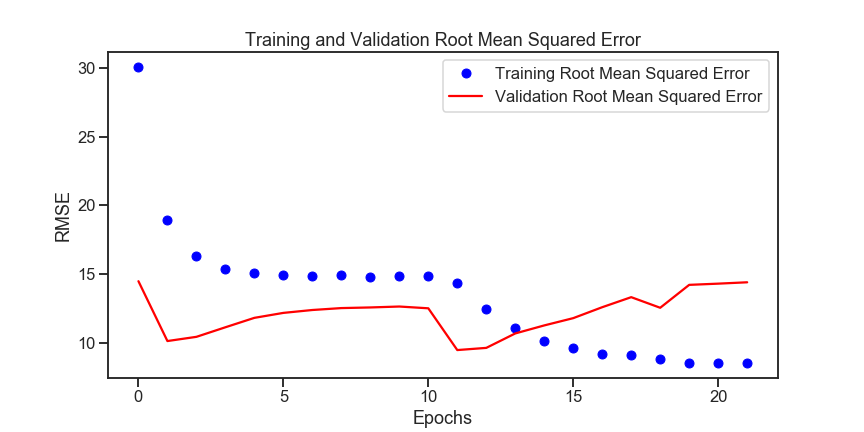 Training and Validation Root Mean Squared Error
Training Root Mean Squared Error
Validation Root Mean Squared Error
RMSE
30
25
20
15
10
0 5 10 15 20
Epochs